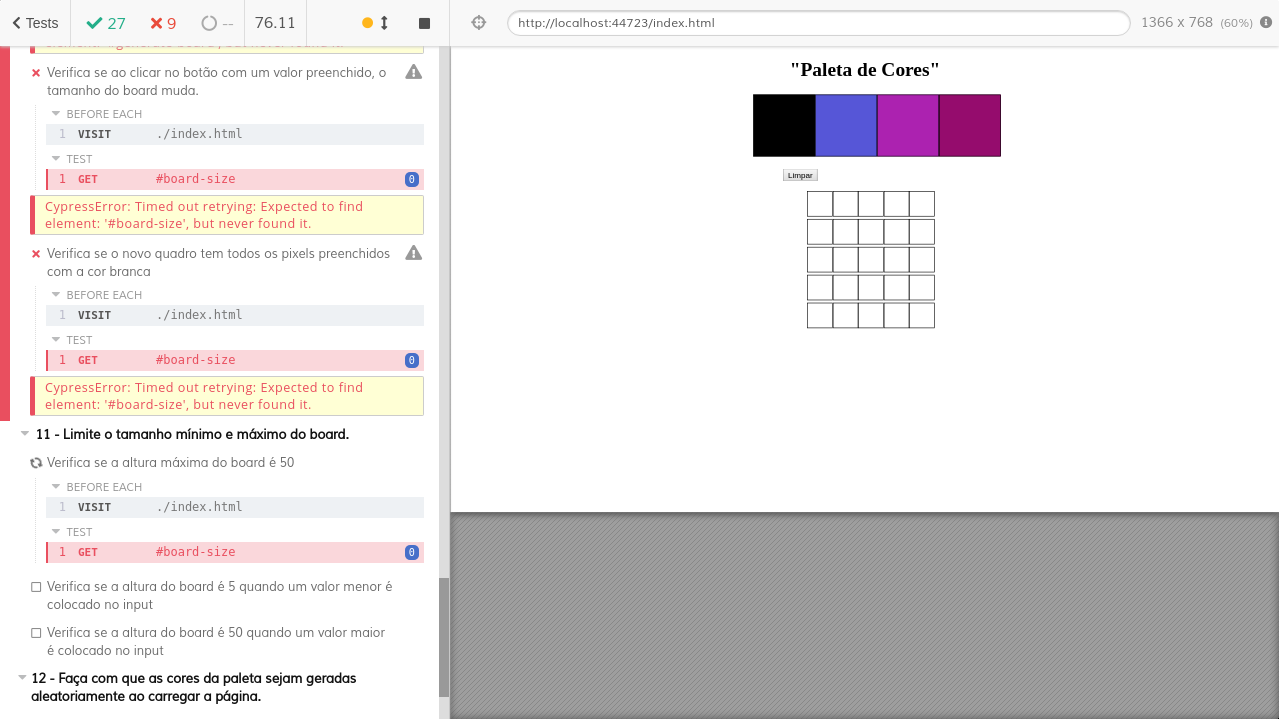 Tests 27 9 -- 76.11
http://localhost:44723/index.html 1366 x 768 (60%)
Verifica se ao clicar no botão com um valor preenchido, o
tamanho do board muda.
BEFORE EACH
1 VISIT ./index.html
TEST
1 GET #board-size 0
CypressError: Timed out retrying: Expected to find
element: '#board-size', but never found it.
Verifica se o novo quadro tem todos os pixels preenchidos
com a cor branca
BEFORE EACH
1 VISIT ./index.html
TEST
1 GET #board-size 0
CypressError: Timed out retrying: Expected to find
element: '#board-size', but never found it.
11 - Limite o tamanho mínimo e máximo do board.
Verifica se a altura máxima do board é 50
BEFORE EACH
1 VISIT ./index.html
TEST
1 GET #board-size 0
Verifica se a altura do board é 5 quando um valor menor é
colocado no input
Verifica se a altura do board é 50 quando um valor maior
é colocado no input
12 - Faça com que as cores da paleta sejam geradas
aleatoriamente ao carregar a página.
"Paleta de Cores"
Limpar